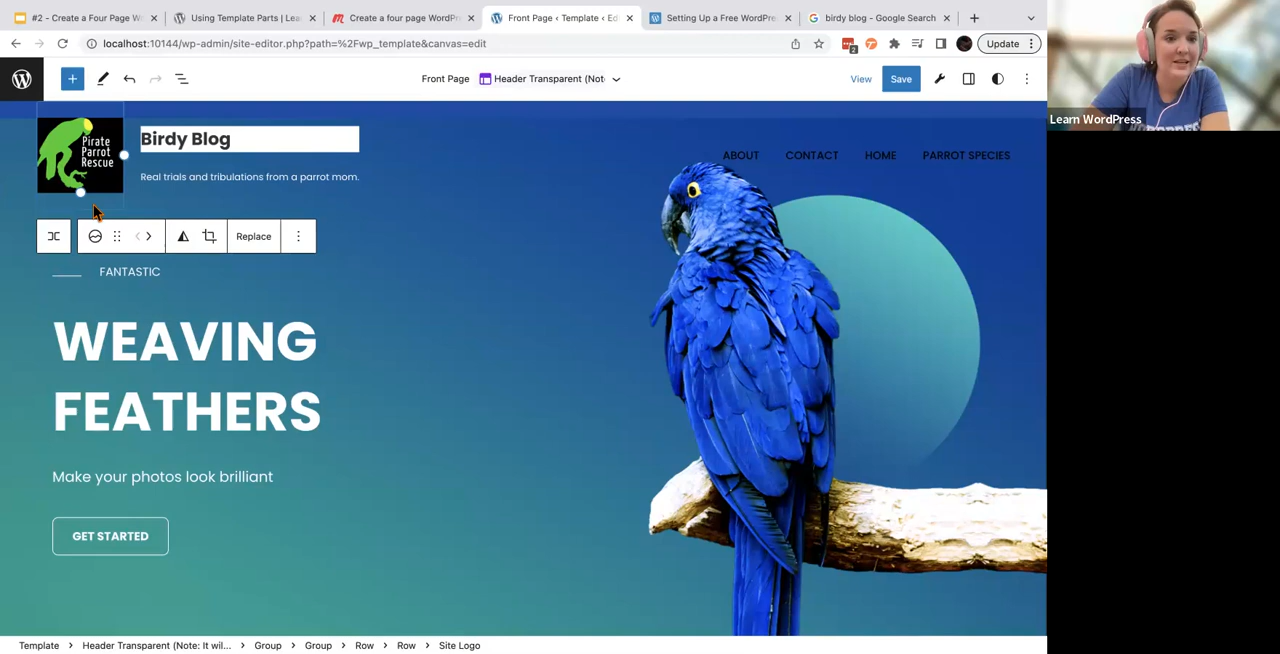 #2 - Create a Four Page W
Using Template Parts | Lea
Create a four page WordPr
Front Page ‹ Template ‹ Ed
Setting Up a Free WordPre
birdy blog - Google Search
localhost:10144/wp-admin/site-editor.php?path=%2Fwp_template&canvas=edit
2
Update
Front Page
Header Transparent (Not
View
Save
Learn WordPress
Pirate
Parrot
Rescue
Birdy Blog
Real trials and tribulations from a parrot mom.
ABOUT
CONTACT
HOME
PARROT SPECIES
Replace
FANTASTIC
WEAVING
FEATHERS
Make your photos look brilliant
GET STARTED
Template > Header Transparent (Note: It wil... > Group > Group > Row > Row > Site Logo